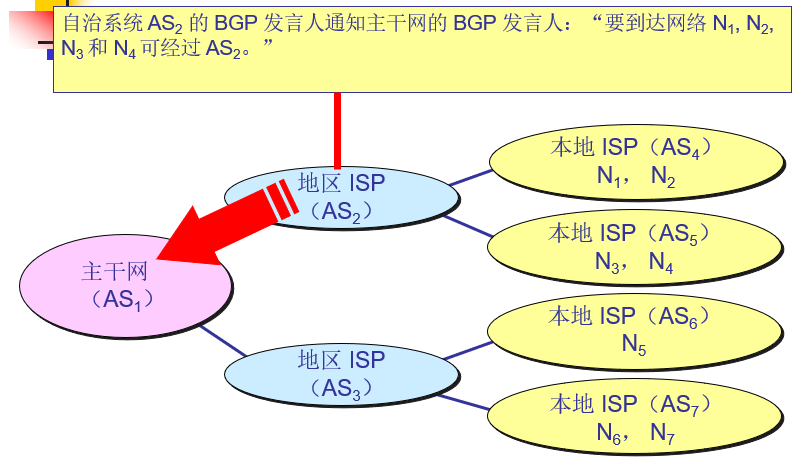 自治系统 AS₂ 的 BGP 发言人通知主干网的 BGP 发言人：“要到达网络 N₁, N₂,
N₃ 和 N₄ 可经过 AS₂。”
本地 ISP（AS₄）
N₁， N₂
地区 ISP
（AS₂）
本地 ISP（AS₅）
N₃， N₄
主干网
（AS₁）
本地 ISP（AS₆）
N₅
地区 ISP
（AS₃）
本地 ISP（AS₇）
N₆， N₇